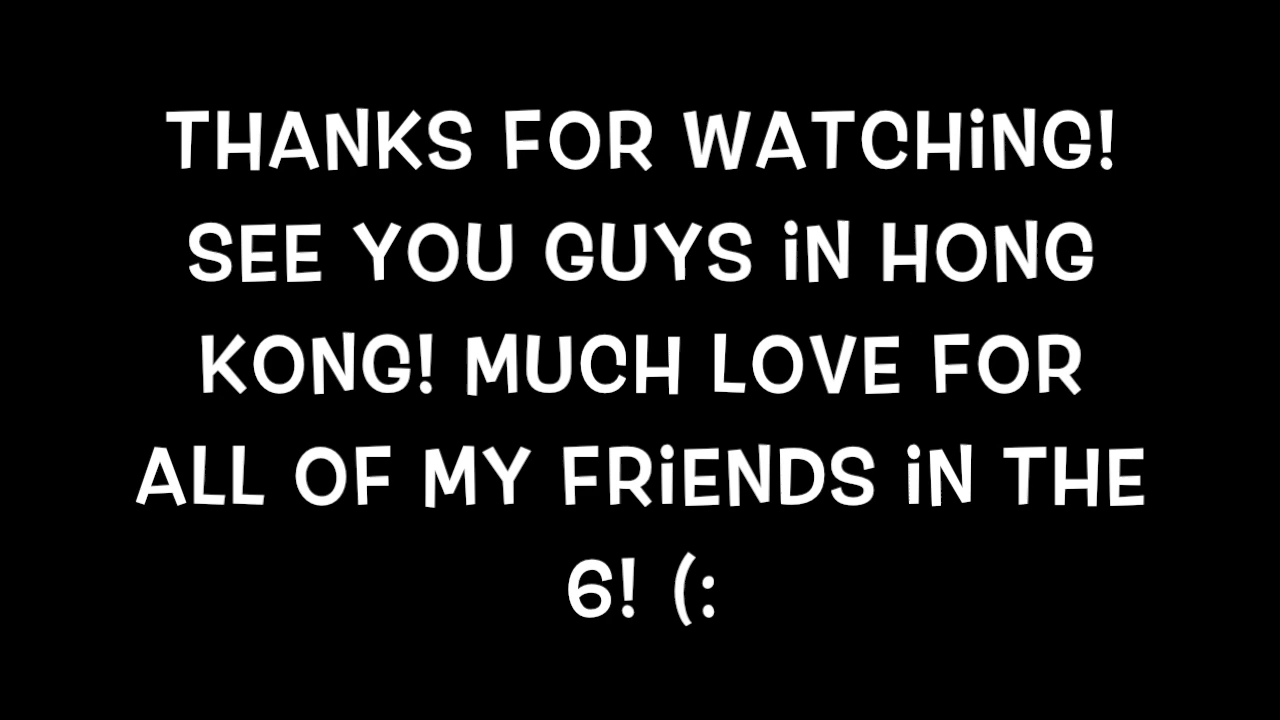 THANKS FOR WATCHiNG!
SEE YOU GUYS iN HONG
KONG! MUCH LOVE FOR
ALL OF MY FRiENDS iN THE
6! (: